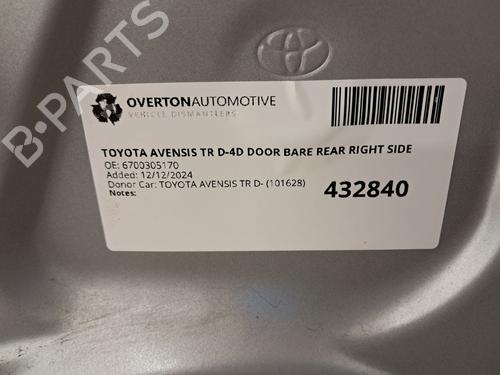 B-PARTS
OVERTONAUTOMOTIVE
VEHICLE DISMANTLERS
TOYOTA AVENSIS TR D-4D DOOR BARE REAR RIGHT SIDE
OE: 6700305170
Added: 12/12/2024
Donor Car: TOYOTA AVENSIS TR D- (101628)
Notes:
432840